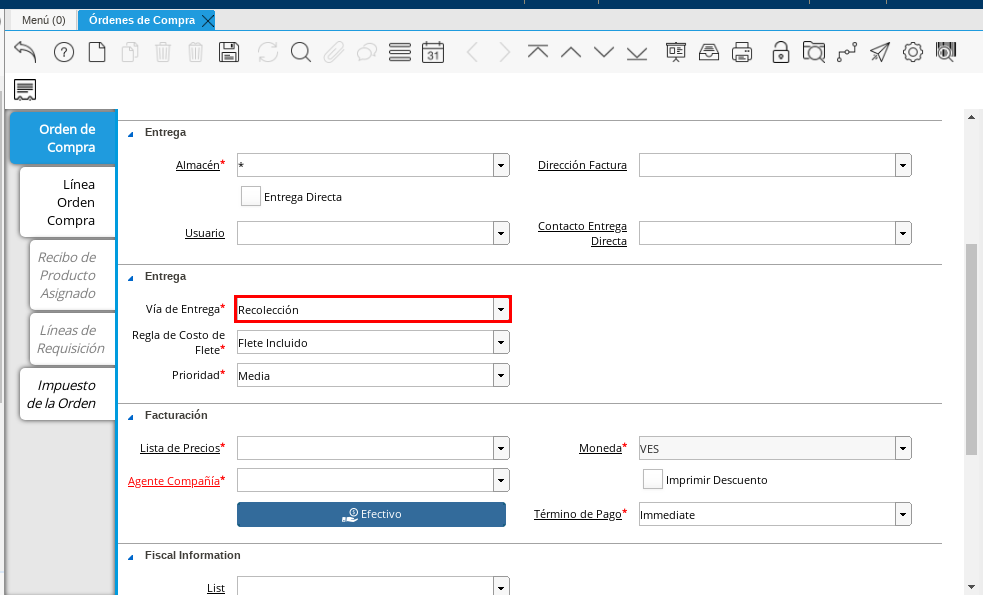 Menú (0)
Órdenes de Compra
31
Orden de
Compra
Línea
Orden
Compra
Recibo de
Producto
Asignado
Líneas de
Requisición
Impuesto
de la Orden
Entrega
Almacén*
*
Dirección Factura
Entrega Directa
Usuario
Contacto Entrega
Directa
Entrega
Vía de Entrega*
Recolección
Regla de Costo de
Flete*
Flete Incluido
Prioridad*
Media
Facturación
Lista de Precios*
Moneda*
VES
Agente Compañía*
Imprimir Descuento
Efectivo
Término de Pago*
Immediate
Fiscal Information
List